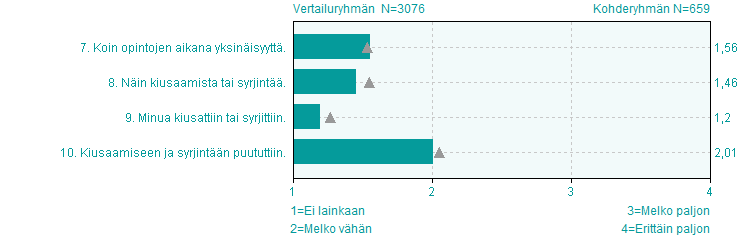 Vertailuryhmän N=3076 Kohderyhmän N=659
7. Koin opintojen aikana yksinäisyyttä. 1,56
8. Näin kiusaamista tai syrjintää. 1,46
9. Minua kiusattiin tai syrjittiin. 1,2
10. Kiusaamiseen ja syrjintään puututtiin. 2,01
1 2 3 4
1=Ei lainkaan 3=Melko paljon
2=Melko vähän 4=Erittäin paljon